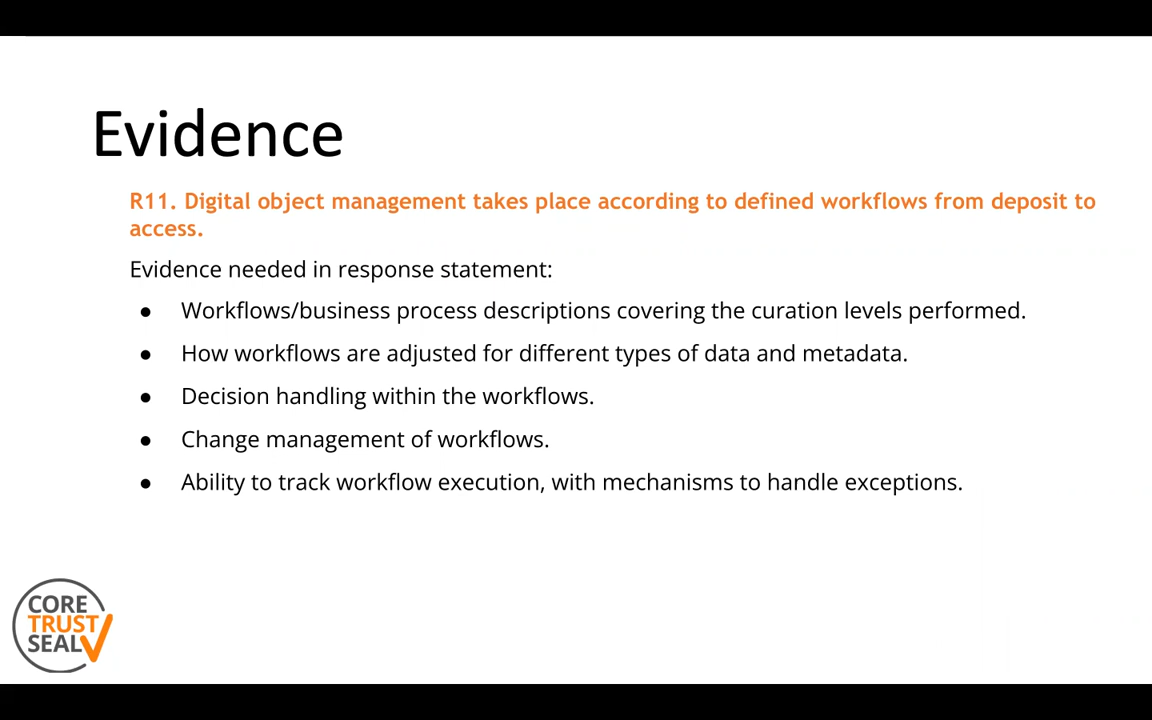 Evidence
R11. Digital object management takes place according to defined workflows from deposit to
access.
Evidence needed in response statement:
● Workflows/business process descriptions covering the curation levels performed.
● How workflows are adjusted for different types of data and metadata.
● Decision handling within the workflows.
● Change management of workflows.
● Ability to track workflow execution, with mechanisms to handle exceptions.
CORE
TRUST
SEAL